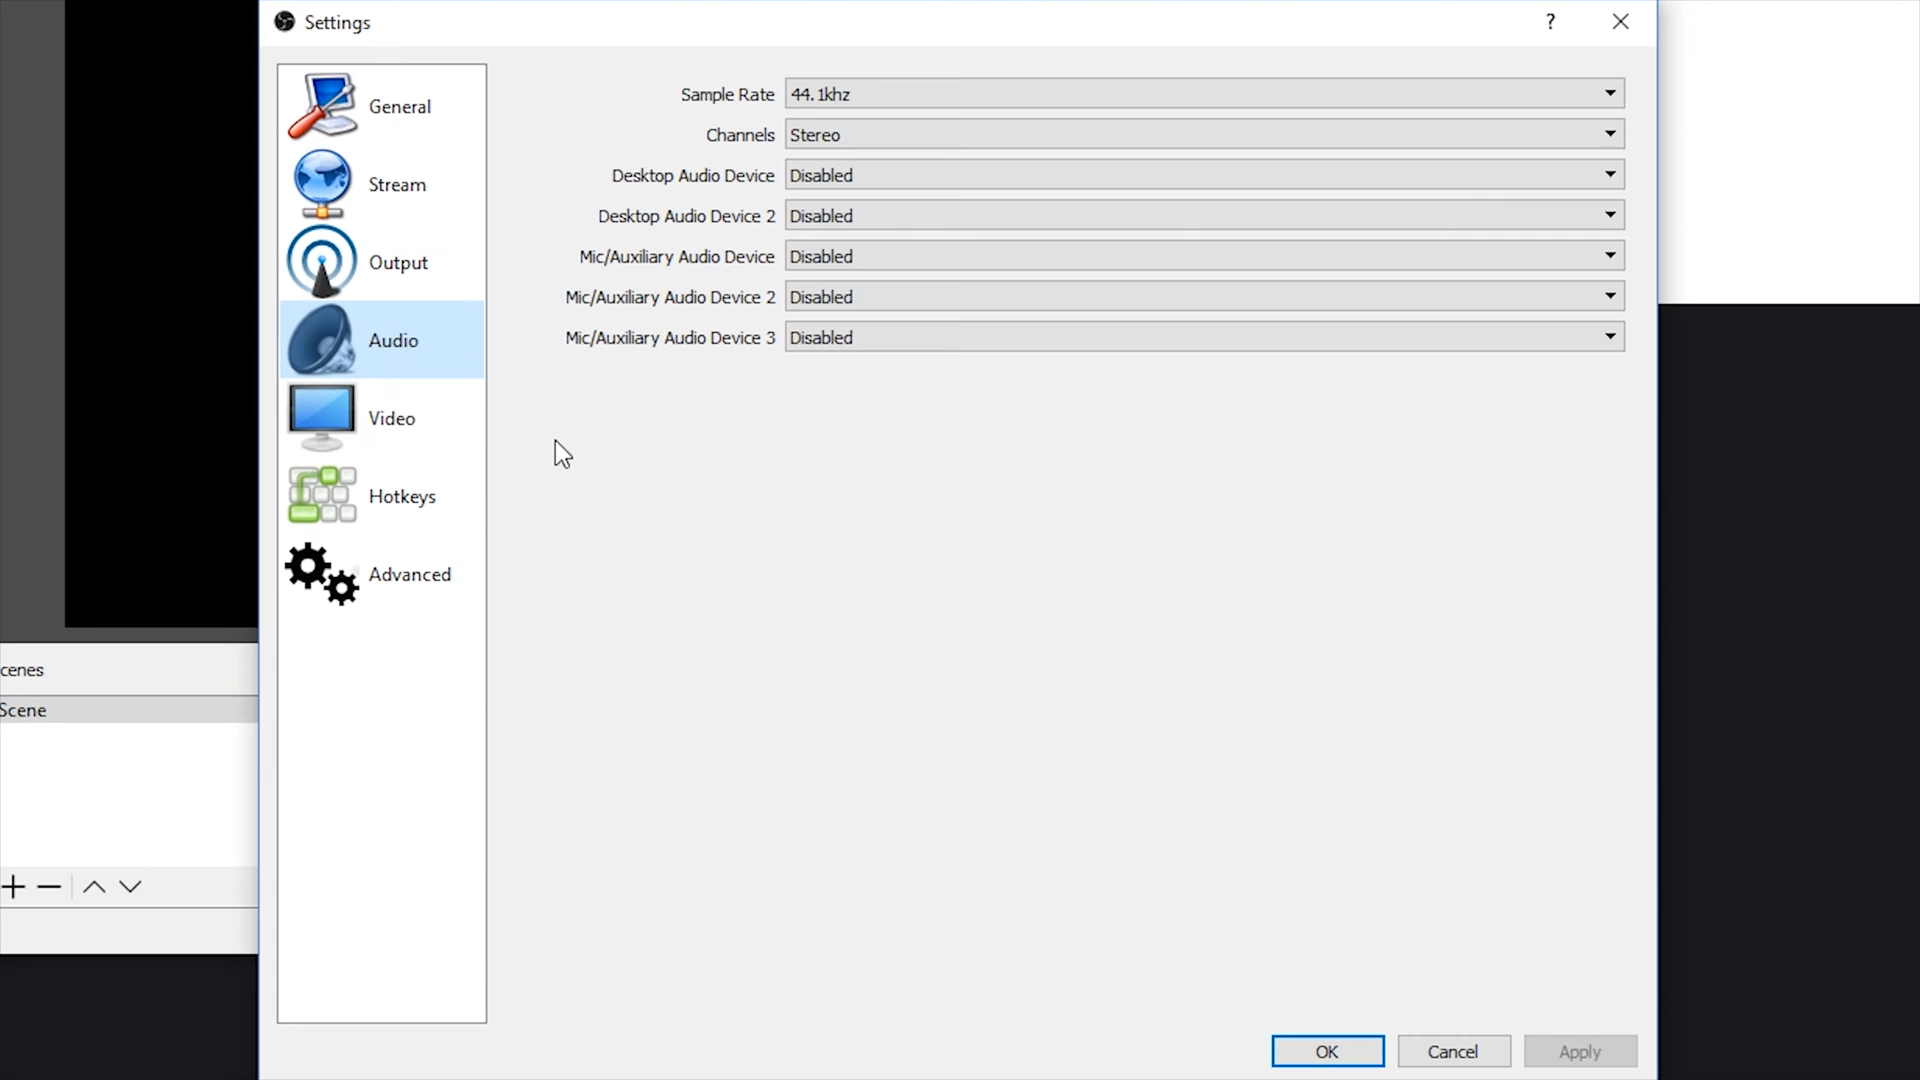 Settings
?
General
Stream
Output
Audio
Video
Hotkeys
Advanced
Sample Rate 44.1khz
Channels Stereo
Desktop Audio Device Disabled
Desktop Audio Device 2 Disabled
Mic/Auxiliary Audio Device Disabled
Mic/Auxiliary Audio Device 2 Disabled
Mic/Auxiliary Audio Device 3 Disabled
cenes
Scene
OK Cancel Apply